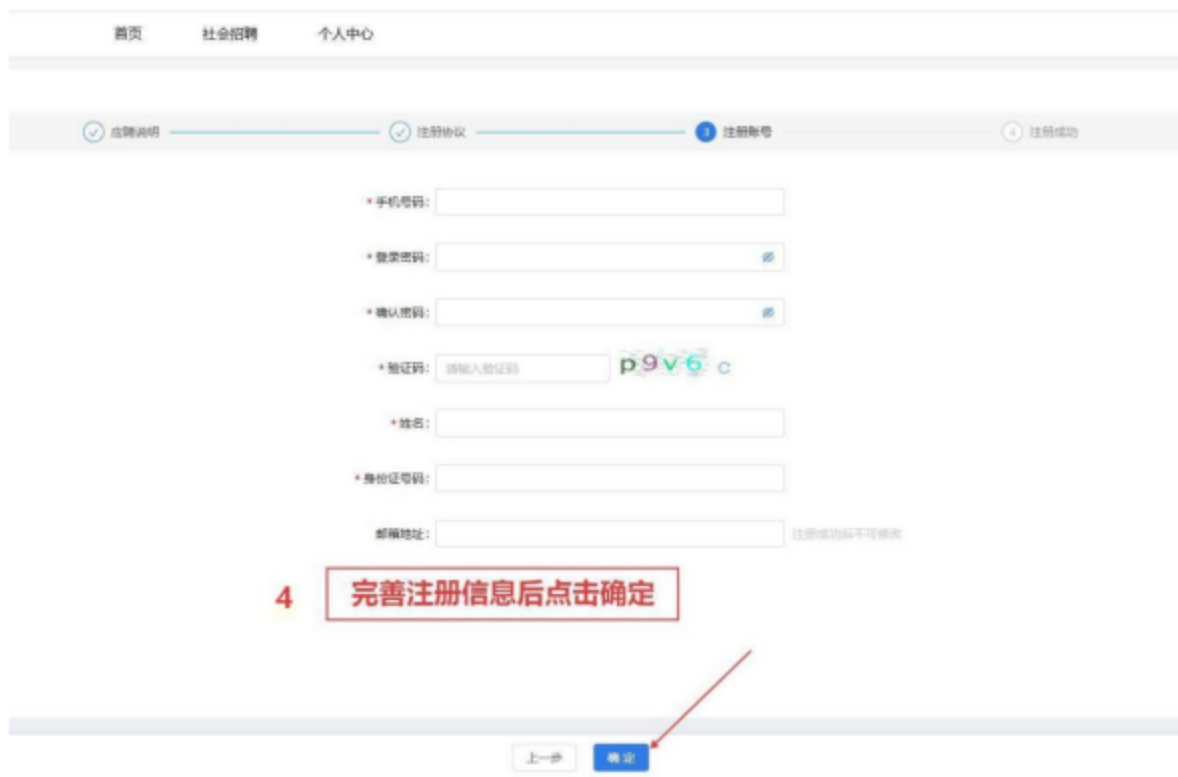 首页 社会招聘 个人中心
应聘说明 注册协议 3 注册账号 4 注册成功
*手机号码:
*登录密码:
*确认密码:
*验证码: 请输入验证码 p9v6c
*姓名:
*身份证号码:
邮箱地址: 注册成功后不可修改
4 完善注册信息后点击确定
上一步 确定